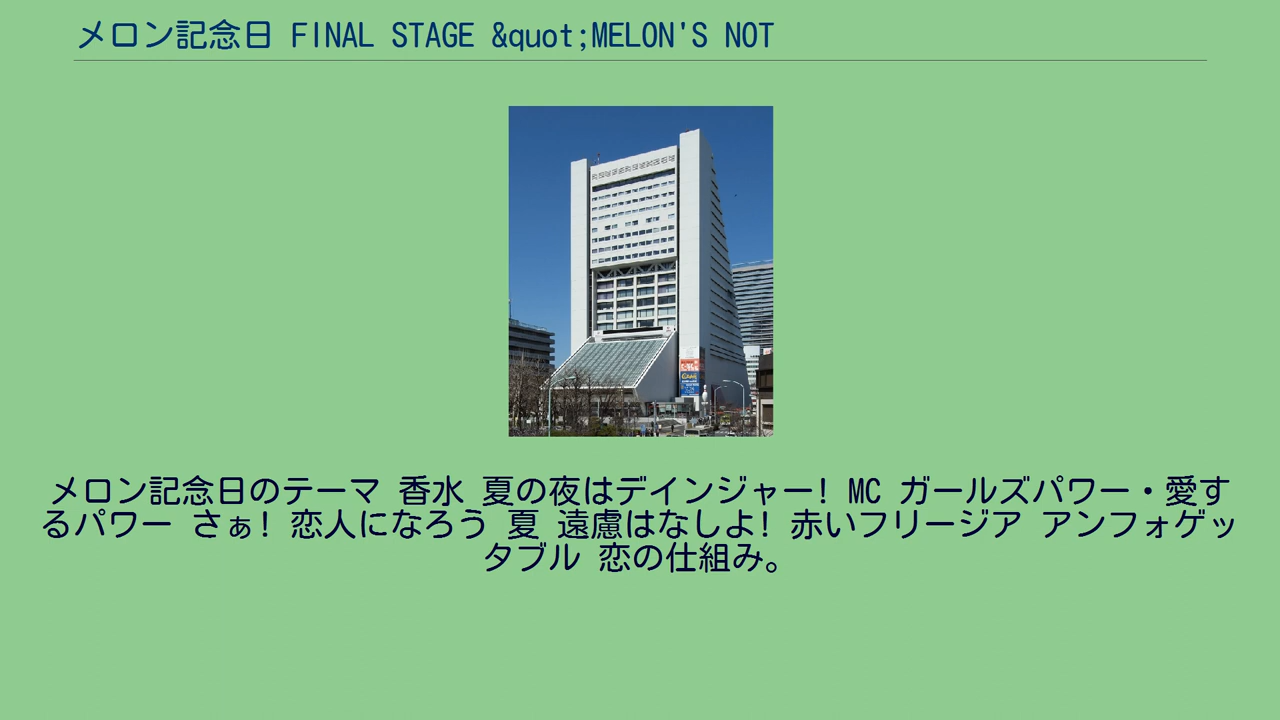 メロン記念日 FINAL STAGE &quot;MELON'S NOT
メロン記念日のテーマ 香水 夏の夜はデインジャー! MC ガールズパワー・愛す
るパワー さぁ! 恋人になろう 夏 遠慮はなしよ! 赤いフリージア アンフォゲッ
タブル 恋の仕組み。